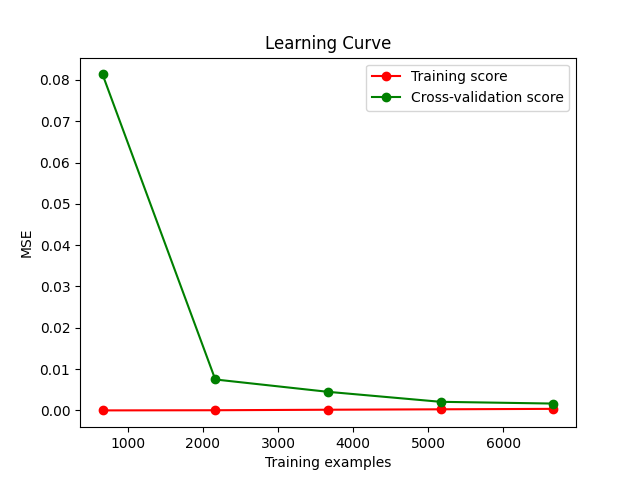 Learning Curve
Training score
Cross-validation score
0.08
0.07
0.06
0.05
0.04
0.03
0.02
0.01
0.00
MSE
1000 2000 3000 4000 5000 6000
Training examples